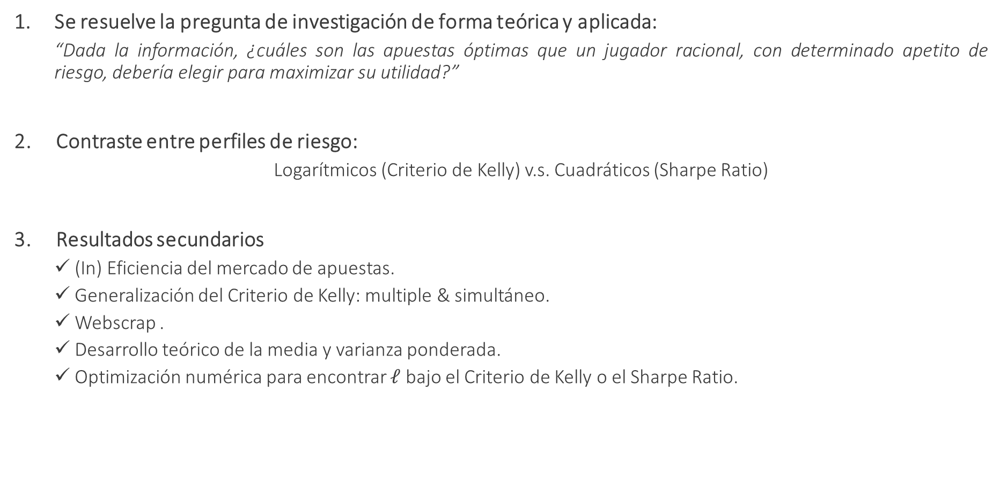 1. Se resuelve la pregunta de investigación de forma teórica y aplicada:
“Dada la información, ¿cuáles son las apuestas óptimas que un jugador racional, con determinado apetito de
riesgo, debería elegir para maximizar su utilidad?”
2. Contraste entre perfiles de riesgo:
Logarítmicos (Criterio de Kelly) v.s. Cuadráticos (Sharpe Ratio)
3. Resultados secundarios
✓ (In) Eficiencia del mercado de apuestas.
✓ Generalización del Criterio de Kelly: multiple & simultáneo.
✓ Webscrap .
✓ Desarrollo teórico de la media y varianza ponderada.
✓ Optimización numérica para encontrar ℓ bajo el Criterio de Kelly o el Sharpe Ratio.